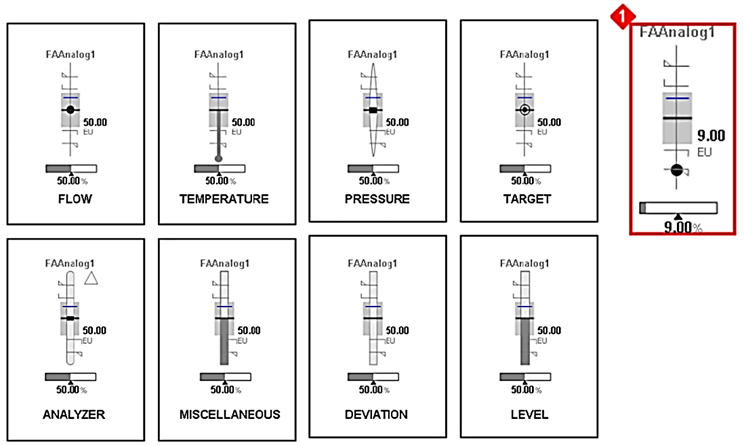 FAAnalog1
50.00
EU
50.00%
FLOW
FAAnalog1
50.00
EU
50.00%
TEMPERATURE
FAAnalog1
50.00
EU
50.00%
PRESSURE
FAAnalog1
50.00
EU
50.00%
TARGET
1
FAAnalog1
9.00
EU
9.00%
FAAnalog1
50.00
EU
50.00%
ANALYZER
FAAnalog1
50.00
EU
50.00%
MISCELLANEOUS
FAAnalog1
50.00
EU
50.00%
DEVIATION
FAAnalog1
50.00
EU
50.00%
LEVEL